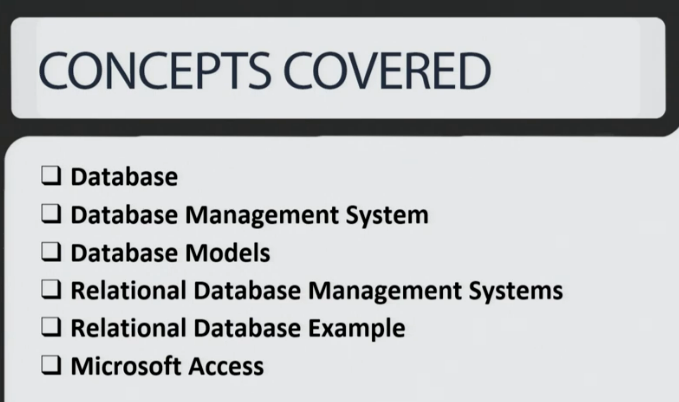 CONCEPTS COVERED
❑ Database
❑ Database Management System
❑ Database Models
❑ Relational Database Management Systems
❑ Relational Database Example
❑ Microsoft Access